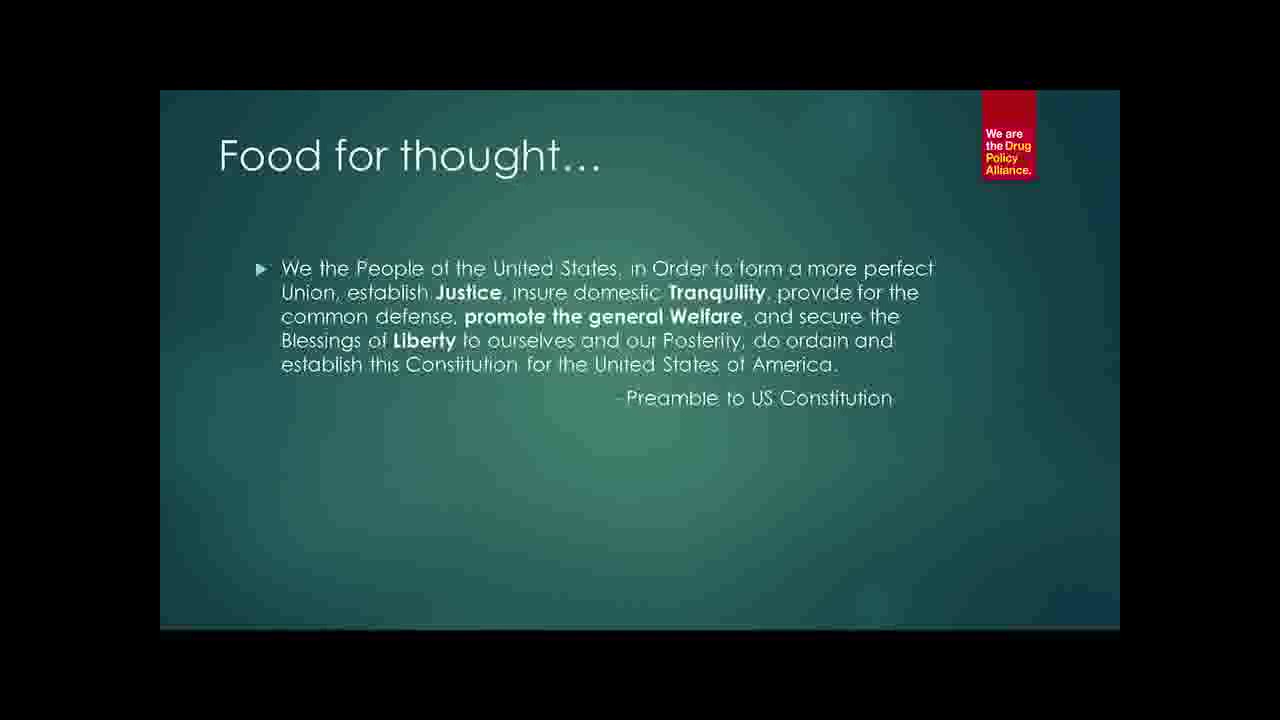 Food for thought...
We are
the Drug
Policy
Alliance.
We the People of the United States, in Order to form a more perfect
Union, establish Justice, insure domestic Tranquility, provide for the
common defense, promote the general Welfare, and secure the
Blessings of Liberty to ourselves and our Posterity, do ordain and
establish this Constitution for the United States of America.
-Preamble to US Constitution